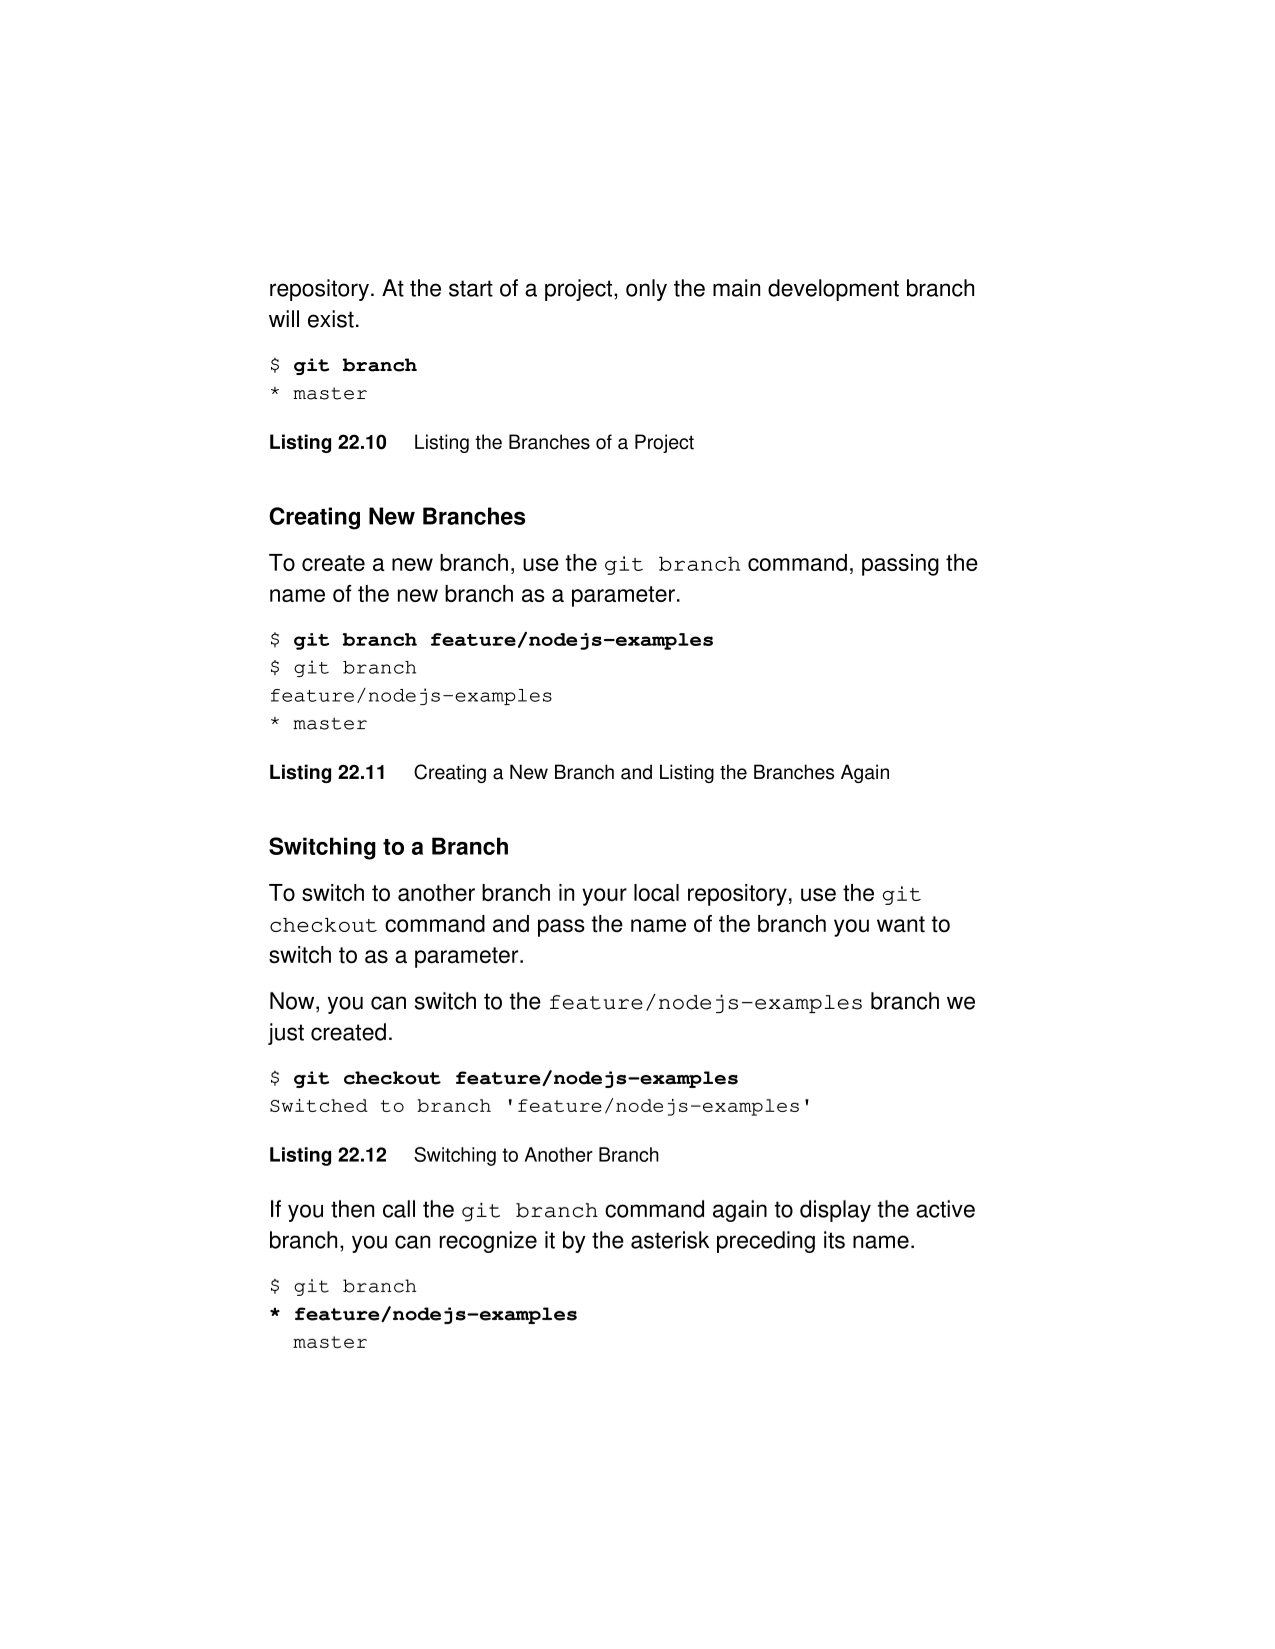 repository. At the start of a project, only the main development branch
will exist.
$ git branch
* master
Listing 22.10 Listing the Branches of a Project
Creating New Branches
To create a new branch, use the git branch command, passing the
name of the new branch as a parameter.
$ git branch feature/nodejs-examples
$ git branch
feature/nodejs-examples
* master
Listing 22.11 Creating a New Branch and Listing the Branches Again
Switching to a Branch
To switch to another branch in your local repository, use the git
checkout command and pass the name of the branch you want to
switch to as a parameter.
Now, you can switch to the feature/nodejs-examples branch we
just created.
$ git checkout feature/nodejs-examples
Switched to branch 'feature/nodejs-examples'
Listing 22.12 Switching to Another Branch
If you then call the git branch command again to display the active
branch, you can recognize it by the asterisk preceding its name.
$ git branch
* feature/nodejs-examples
  master